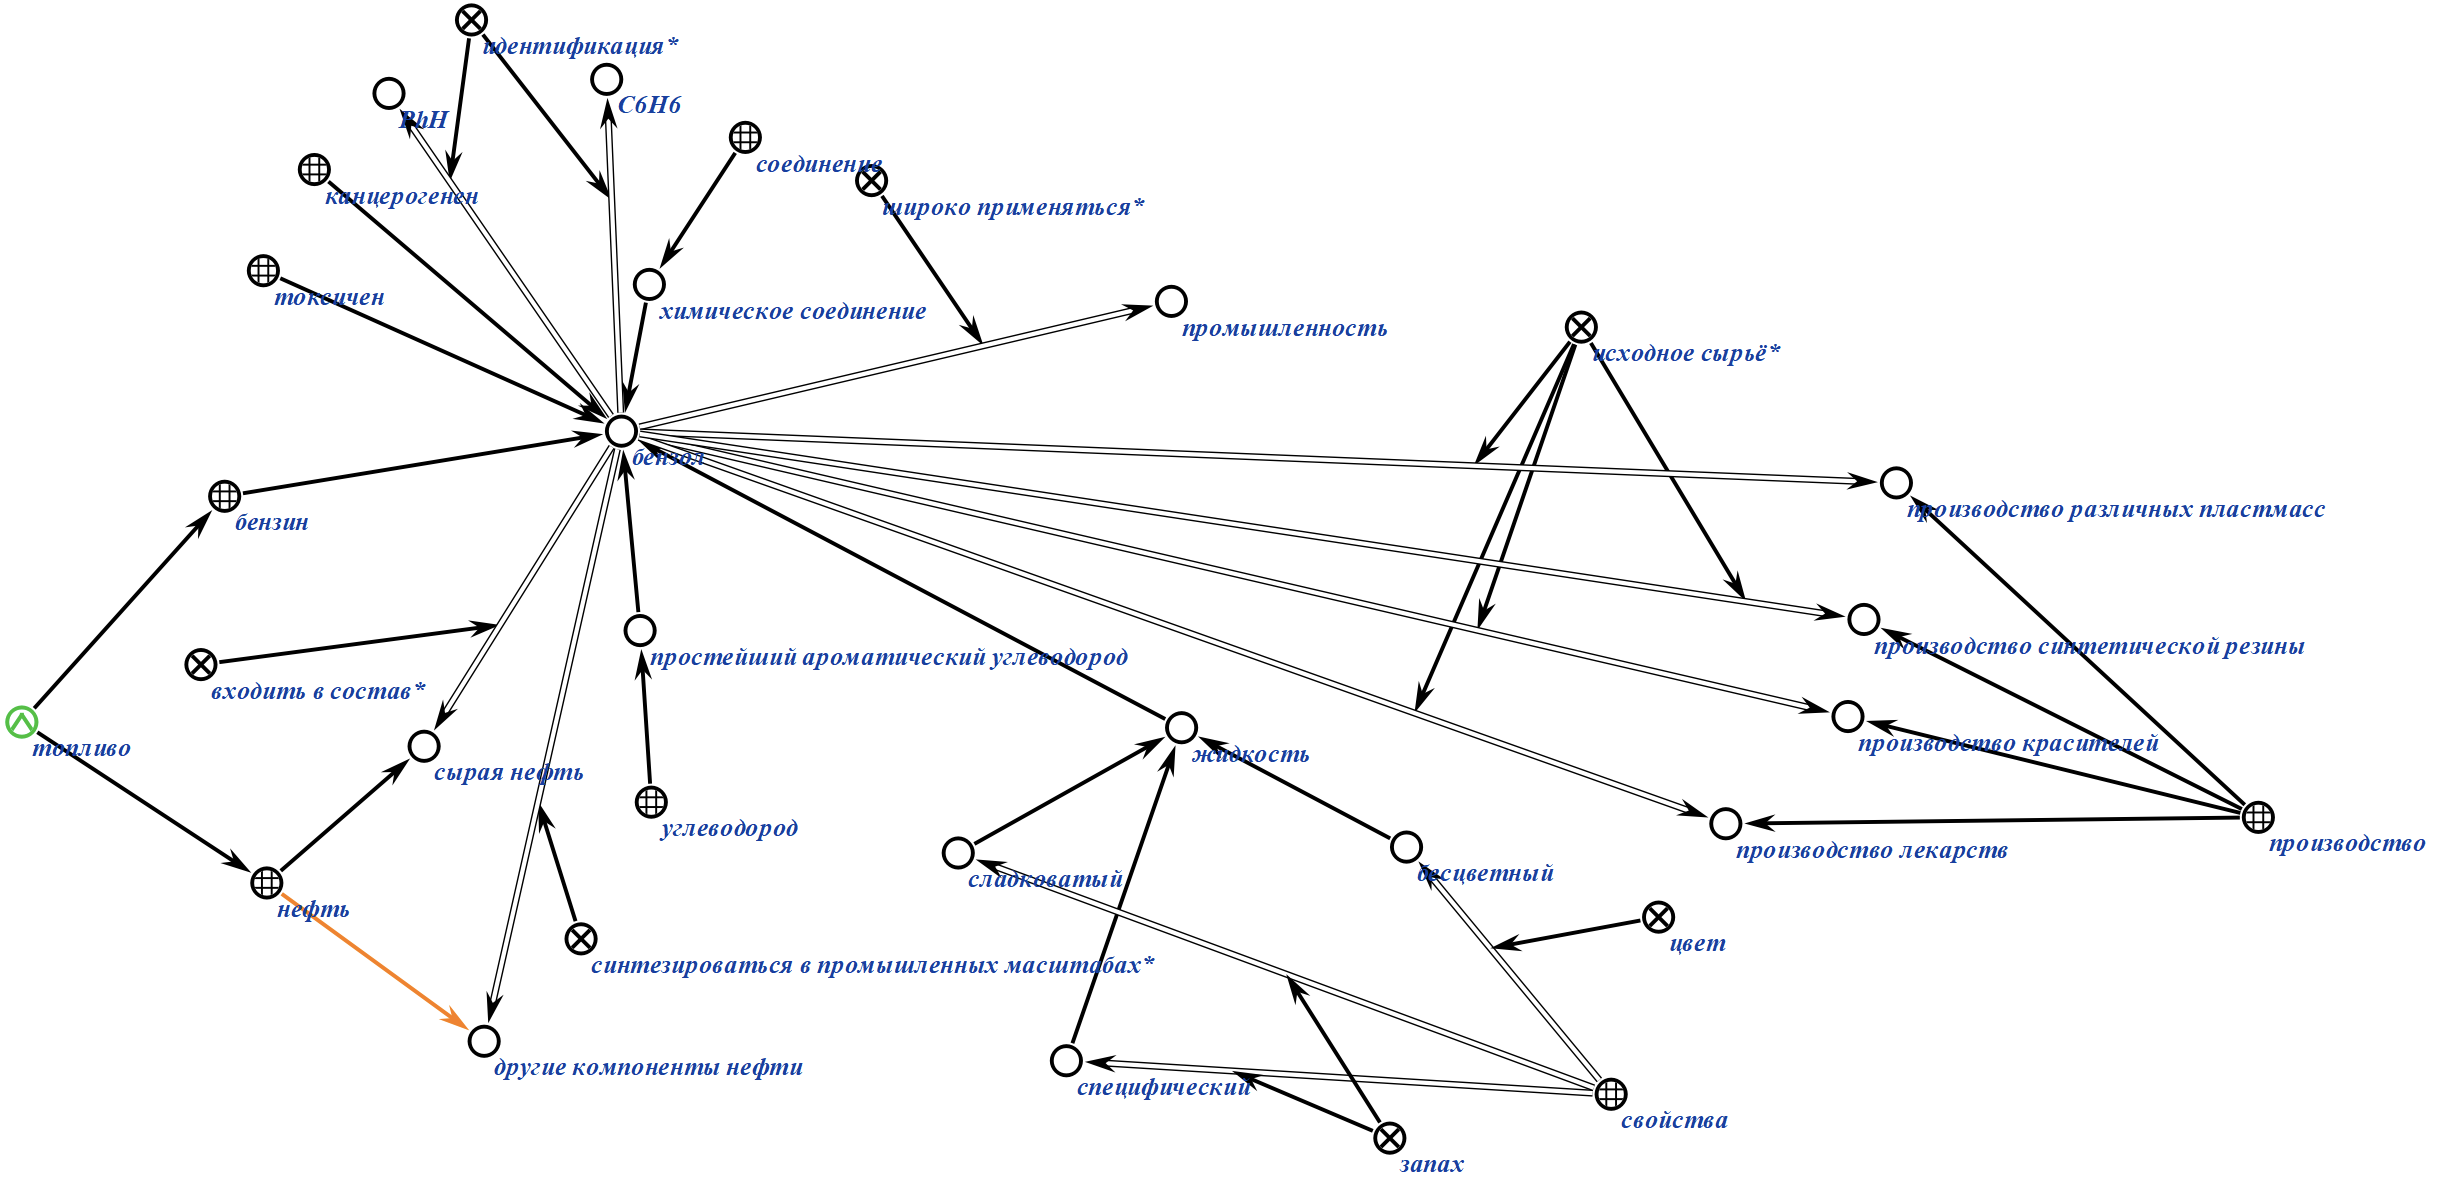 идентификация*
C6H6
PhH
соединение
канцерогенен
широко применяться*
токсичен
химическое соединение
промышленность
исходное сырьё*
бензол
производство различных пластмасс
бензин
производство синтетической резины
простейший ароматический углеводород
входить в состав*
производство красителей
топливо
жидкость
сырая нефть
углеводород
производство
производство лекарств
бесцветный
сладковатый
нефть
цвет
синтезироваться в промышленных масштабах*
другие компоненты нефти
специфический
свойства
запах